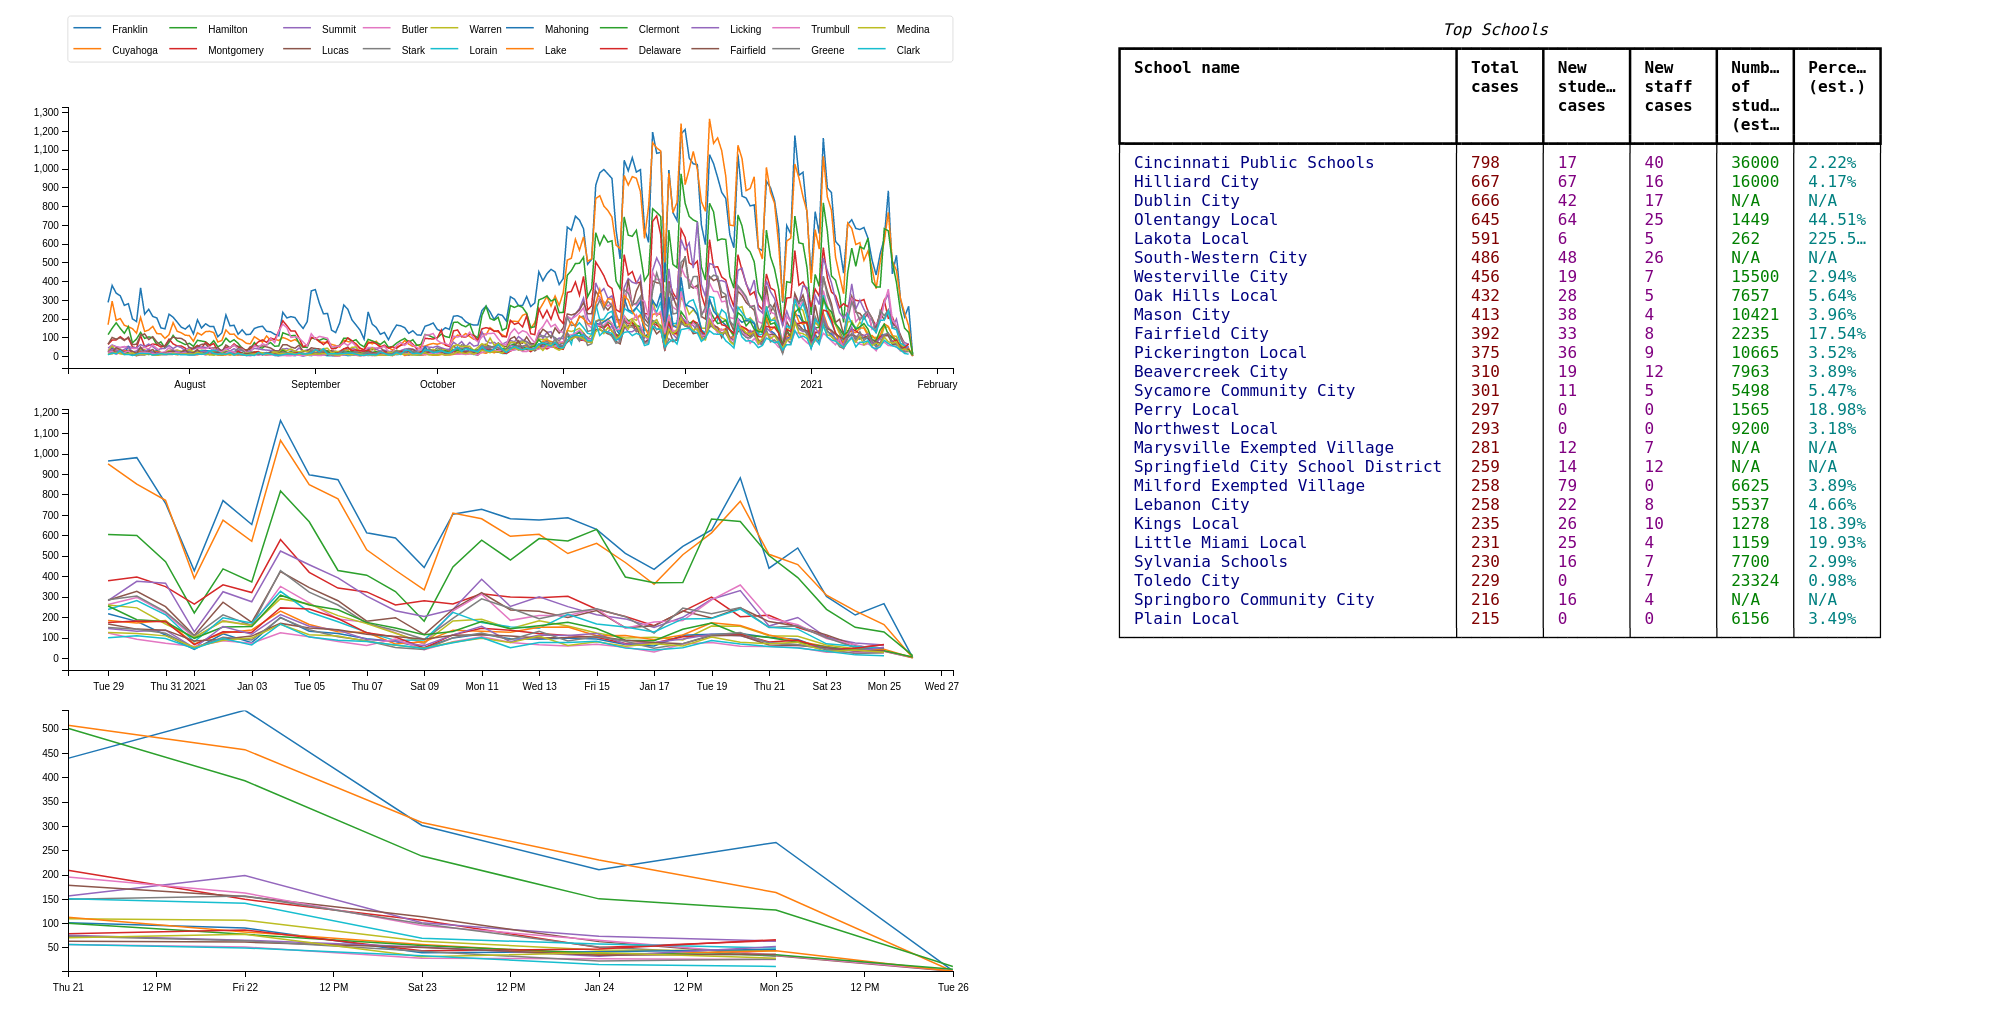 Franklin Hamilton Summit Butler Warren Mahoning Clermont Licking Trumbull Medina
Cuyahoga Montgomery Lucas Stark Lorain Lake Delaware Fairfield Greene Clark
1,300
1,200
1,100
1,000
900
800
700
600
500
400
300
200
100
0
August September October November December 2021 February
1,200
1,100
1,000
900
800
700
600
500
400
300
200
100
0
Tue 29 Thu 31 2021 Jan 03 Tue 05 Thu 07 Sat 09 Mon 11 Wed 13 Fri 15 Jan 17 Tue 19 Thu 21 Sat 23 Mon 25 Wed 27
500
450
400
350
300
250
200
150
100
50
Thu 21 12 PM Fri 22 12 PM Sat 23 12 PM Jan 24 12 PM Mon 25 12 PM Tue 26
Top Schools
School name Total New New Numb… Perce…
cases stude… staff of (est.)
cases cases stud…
(est…
Cincinnati Public Schools 798 17 40 36000 2.22%
Hilliard City 667 67 16 16000 4.17%
Dublin City 666 42 17 N/A N/A
Olentangy Local 645 64 25 1449 44.51%
Lakota Local 591 6 5 262 225.5…
South-Western City 486 48 26 N/A N/A
Westerville City 456 19 7 15500 2.94%
Oak Hills Local 432 28 5 7657 5.64%
Mason City 413 38 4 10421 3.96%
Fairfield City 392 33 8 2235 17.54%
Pickerington Local 375 36 9 10665 3.52%
Beavercreek City 310 19 12 7963 3.89%
Sycamore Community City 301 11 5 5498 5.47%
Perry Local 297 0 0 1565 18.98%
Northwest Local 293 0 0 9200 3.18%
Marysville Exempted Village 281 12 7 N/A N/A
Springfield City School District 259 14 12 N/A N/A
Milford Exempted Village 258 79 0 6625 3.89%
Lebanon City 258 22 8 5537 4.66%
Kings Local 235 26 10 1278 18.39%
Little Miami Local 231 25 4 1159 19.93%
Sylvania Schools 230 16 7 7700 2.99%
Toledo City 229 0 7 23324 0.98%
Springboro Community City 216 16 4 N/A N/A
Plain Local 215 0 0 6156 3.49%